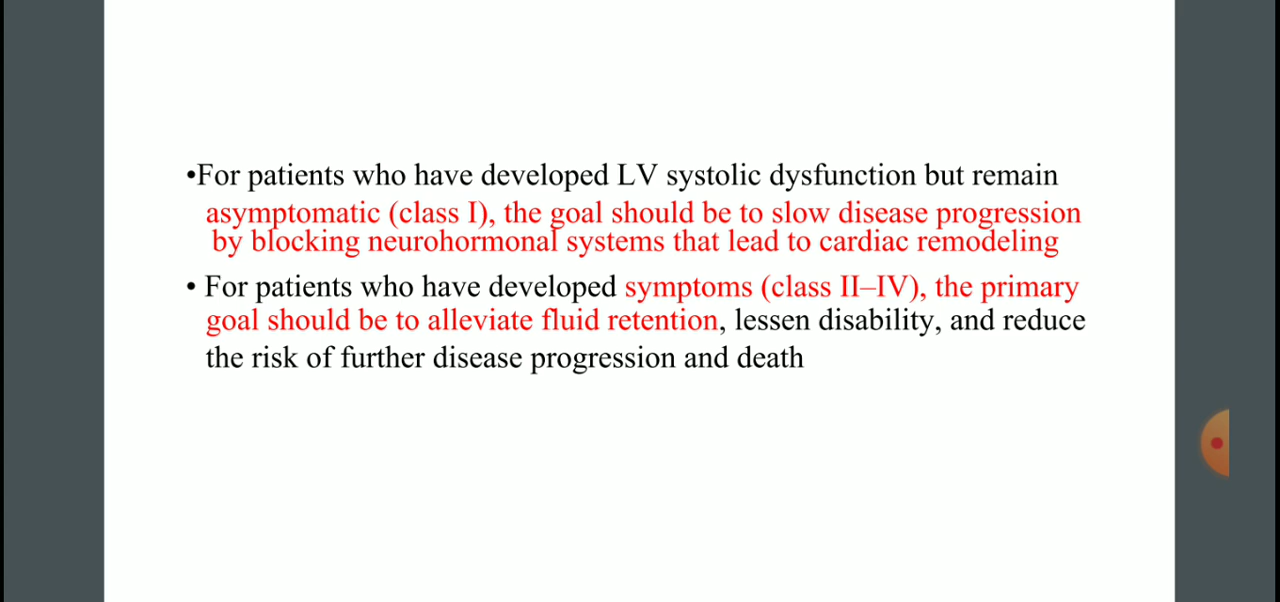 •For patients who have developed LV systolic dysfunction but remain
asymptomatic (class I), the goal should be to slow disease progression
by blocking neurohormonal systems that lead to cardiac remodeling
• For patients who have developed symptoms (class II–IV), the primary
goal should be to alleviate fluid retention, lessen disability, and reduce
the risk of further disease progression and death